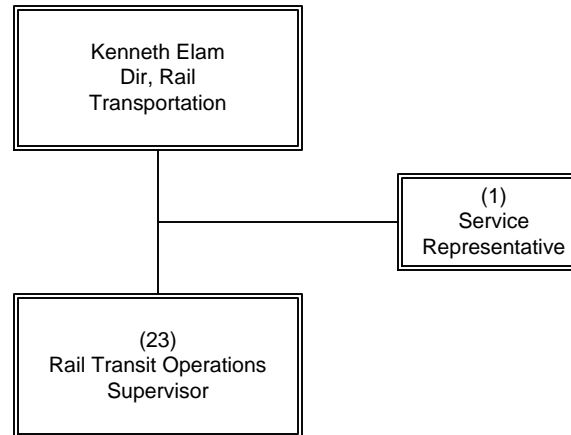 Kenneth Elam
Dir, Rail
Transportation
(1)
Service
Representative
(23)
Rail Transit Operations
Supervisor